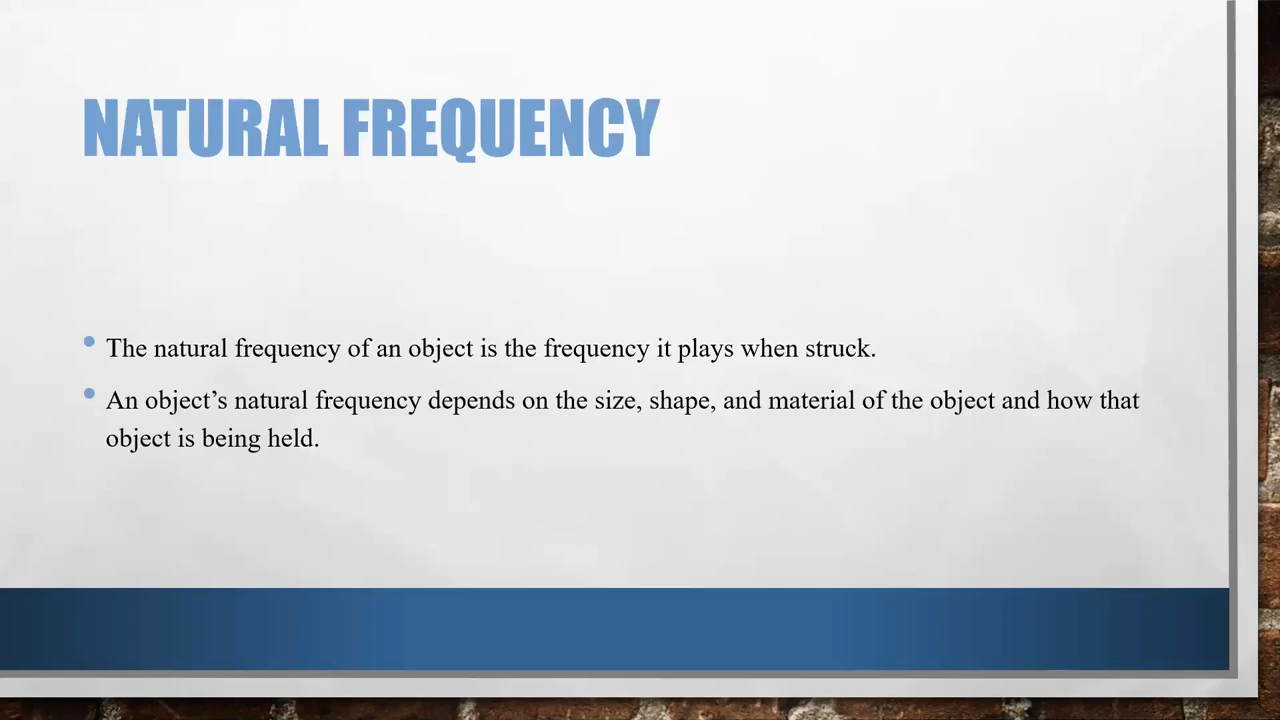 NATURAL FREQUENCY
• The natural frequency of an object is the frequency it plays when struck.
• An object’s natural frequency depends on the size, shape, and material of the object and how that
object is being held.